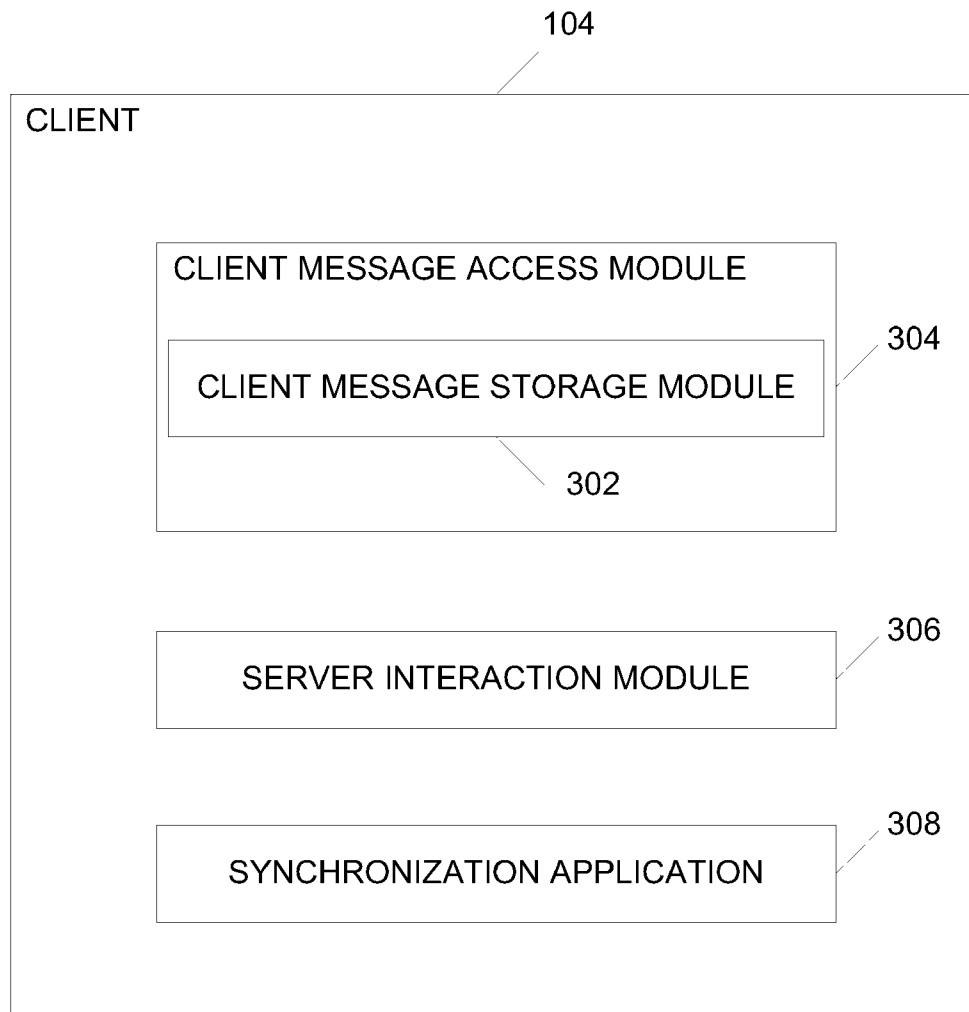 104
CLIENT
CLIENT MESSAGE ACCESS MODULE
304
CLIENT MESSAGE STORAGE MODULE
302
306
SERVER INTERACTION MODULE
308
SYNCHRONIZATION APPLICATION